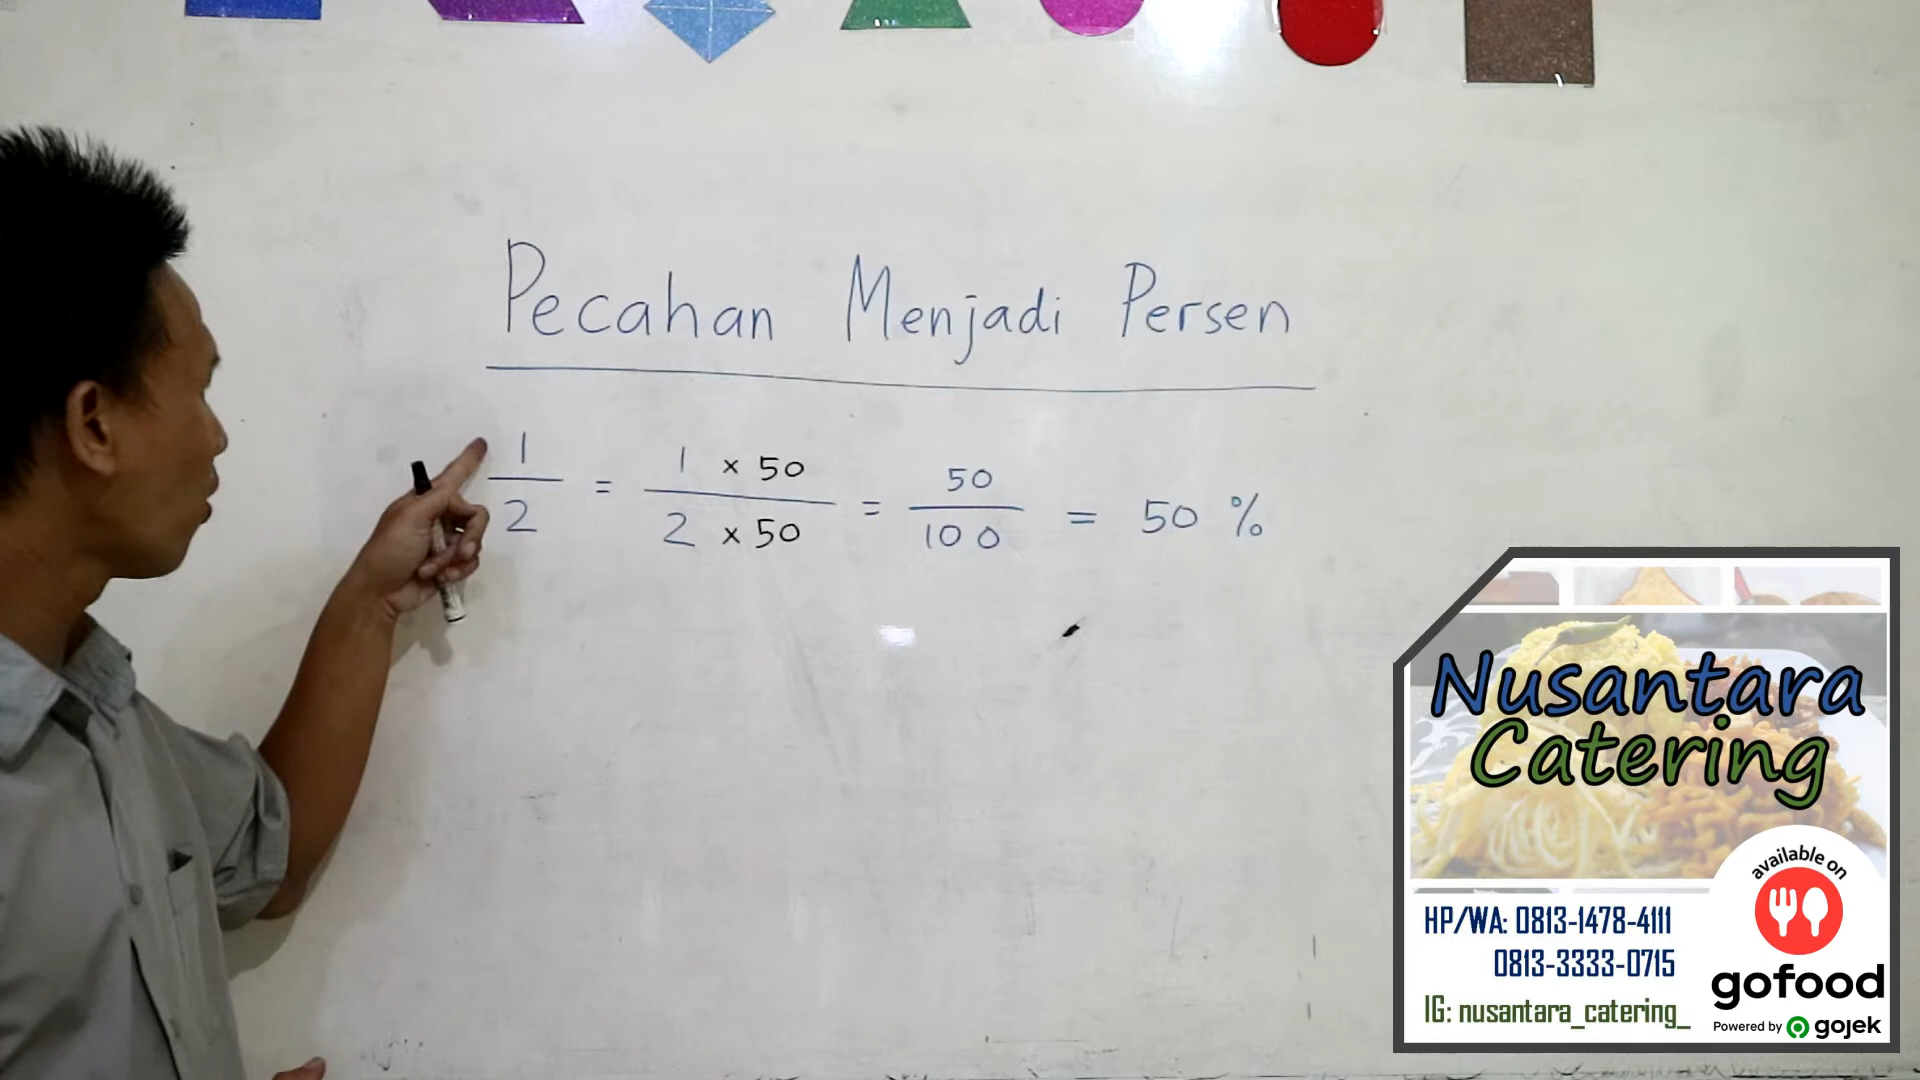 Pecahan Menjadi Persen
1/2 = 1 × 50 / 2 × 50 = 50/100 = 50 %
Nusantara
Catering
available on
HP/WA: 0813-1478-4111
0813-3333-0715
gofood
IG: nusantara_catering_
Powered by gojek